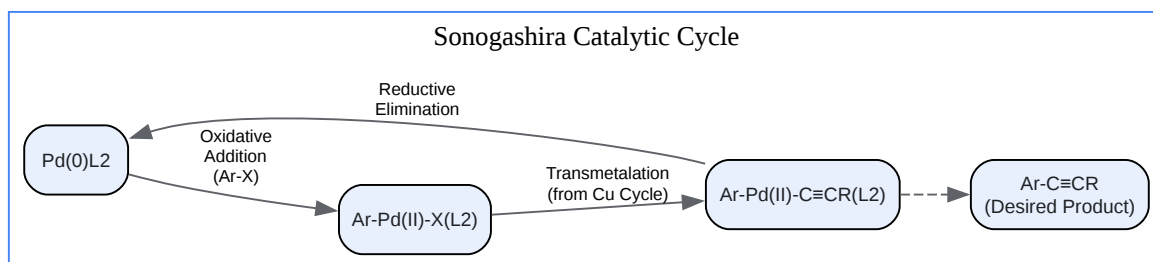 Sonogashira Catalytic Cycle
Reductive
Elimination
Pd(0)L2
Oxidative
Addition
(Ar-X)
Ar-Pd(II)-X(L2)
Transmetalation
(from Cu Cycle)
Ar-Pd(II)-C≡CR(L2)
Ar-C≡CR
(Desired Product)